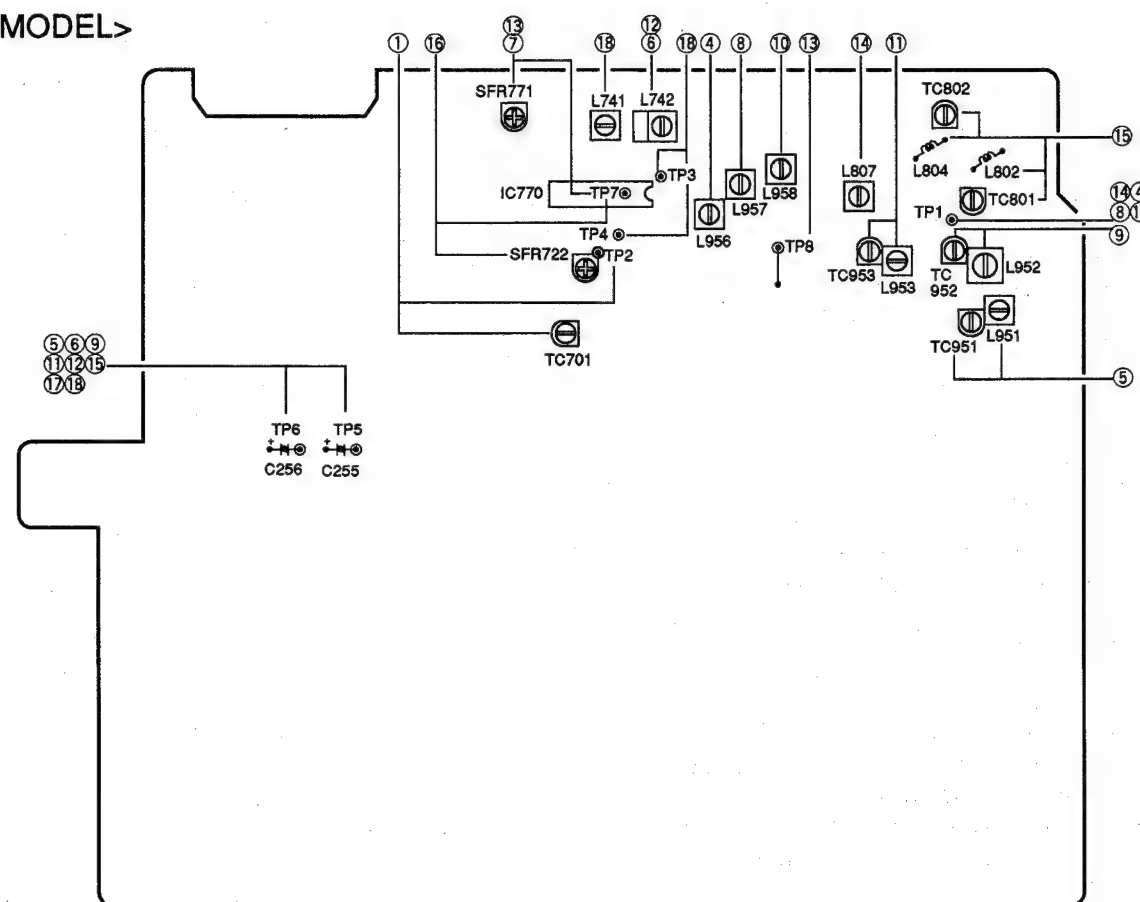 MODEL>
⑬ ⑫
① ⑯ ⑦ ⑱ ⑥ ⑱ ④ ⑧ ⑩ ⑬ ⑭ ⑪
SFR771 L741 L742 TC802
⑮
L804 L802
L807
IC770 TP7 TP3 L958 TC801
L957 ⑭
TP1 ⑧
L956
TP4 ⑨
SFR722 TP2 TP8
TC953 L953 TC L952
952
⑤⑥⑨ TC701 TC951 L951
⑪⑫⑮
⑰⑱ ⑤
TP6 TP5
+ +
C256 C255